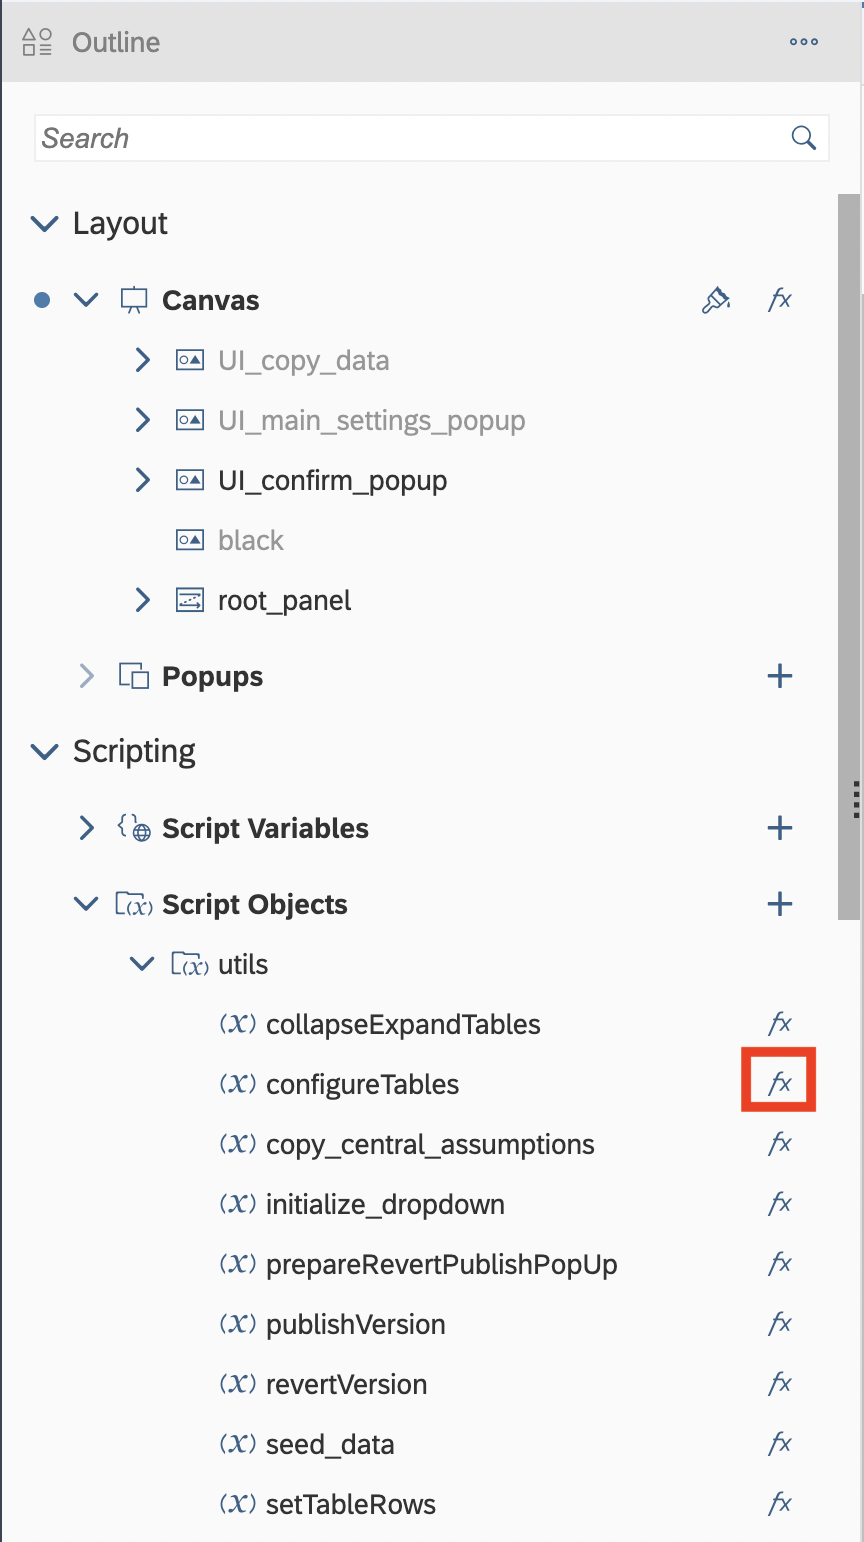 Outline
Search
Layout
Canvas fx
UI_copy_data
UI_main_settings_popup
UI_confirm_popup
black
root_panel
Popups
Scripting
Script Variables
Script Objects
utils
(x) collapseExpandTables fx
(x) configureTables fx
(x) copy_central_assumptions fx
(x) initialize_dropdown fx
(x) prepareRevertPublishPopUp fx
(x) publishVersion fx
(x) revertVersion fx
(x) seed_data fx
(x) setTableRows fx